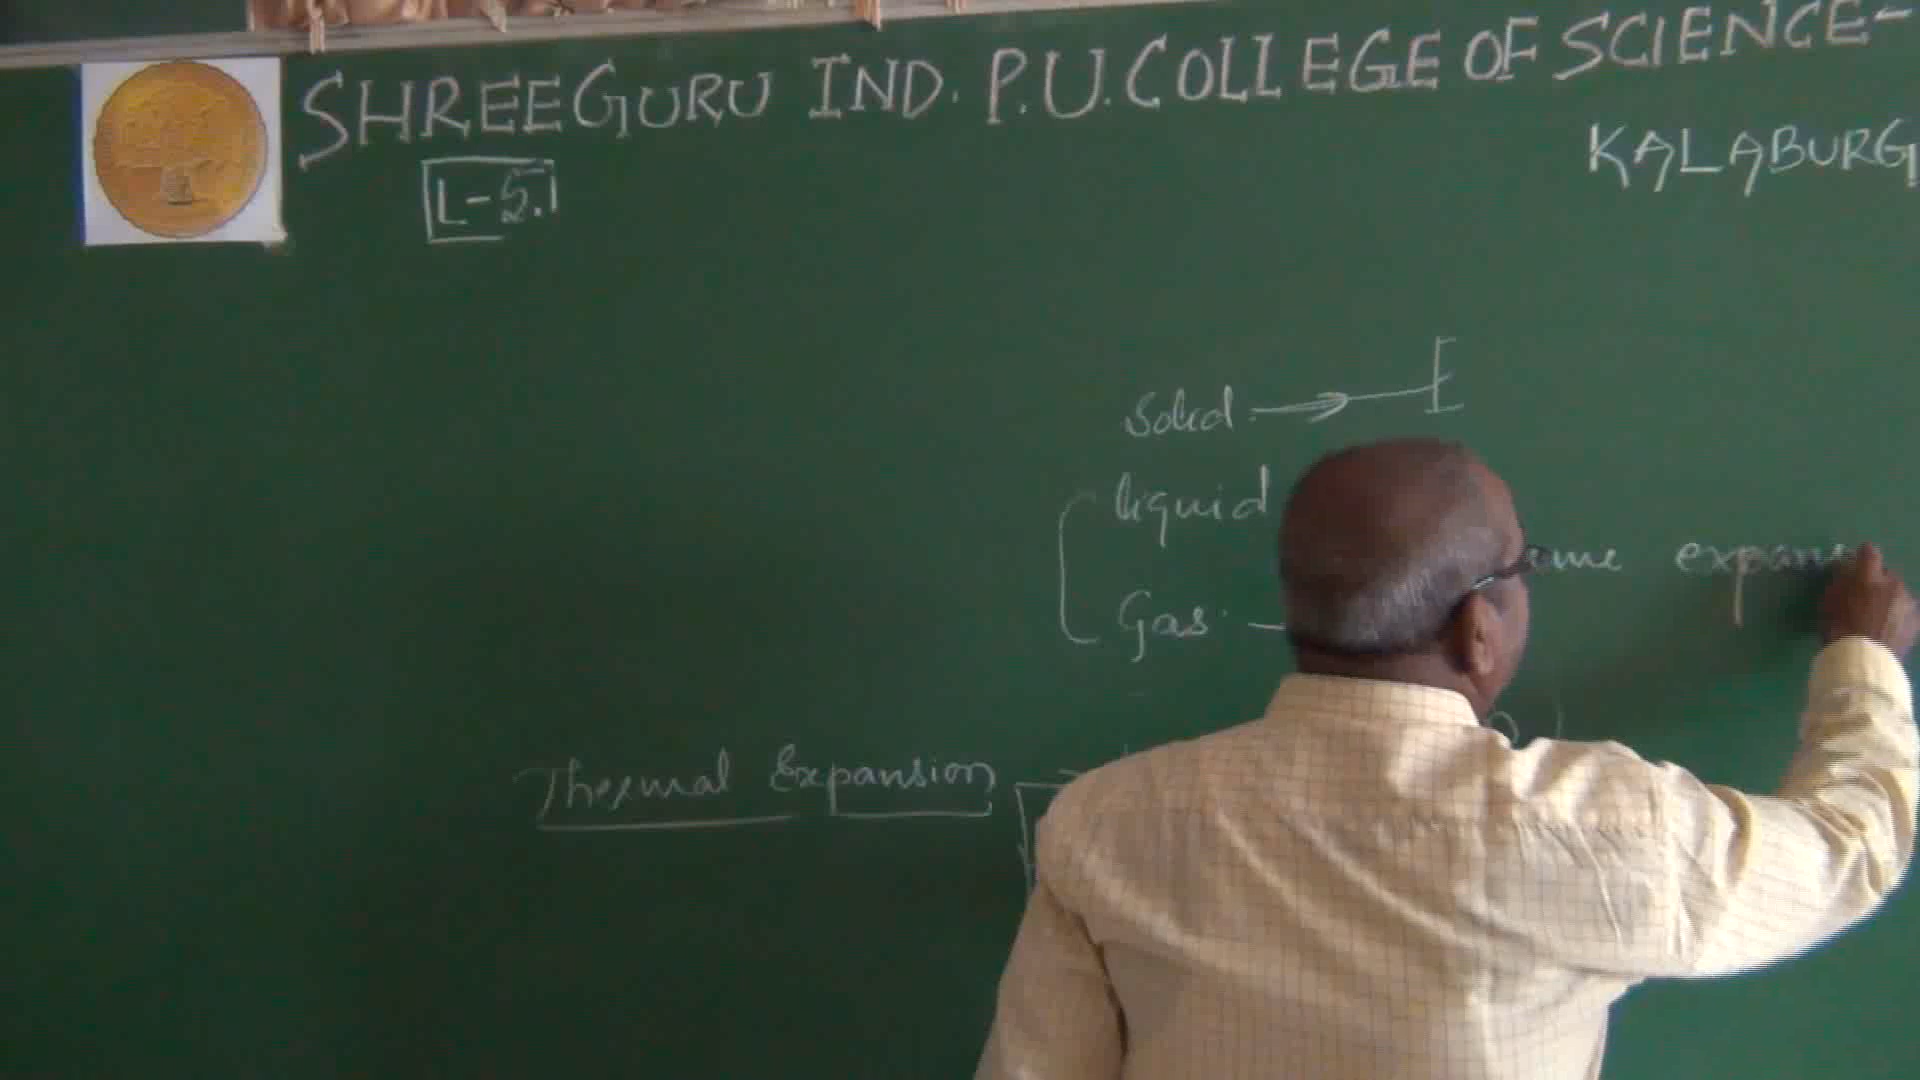 SHREEGURU IND. P.U. COLLEGE OF SCIENCE-
KALABURG
L-5.1
Solid
liquid
Gas
Thermal Expansion